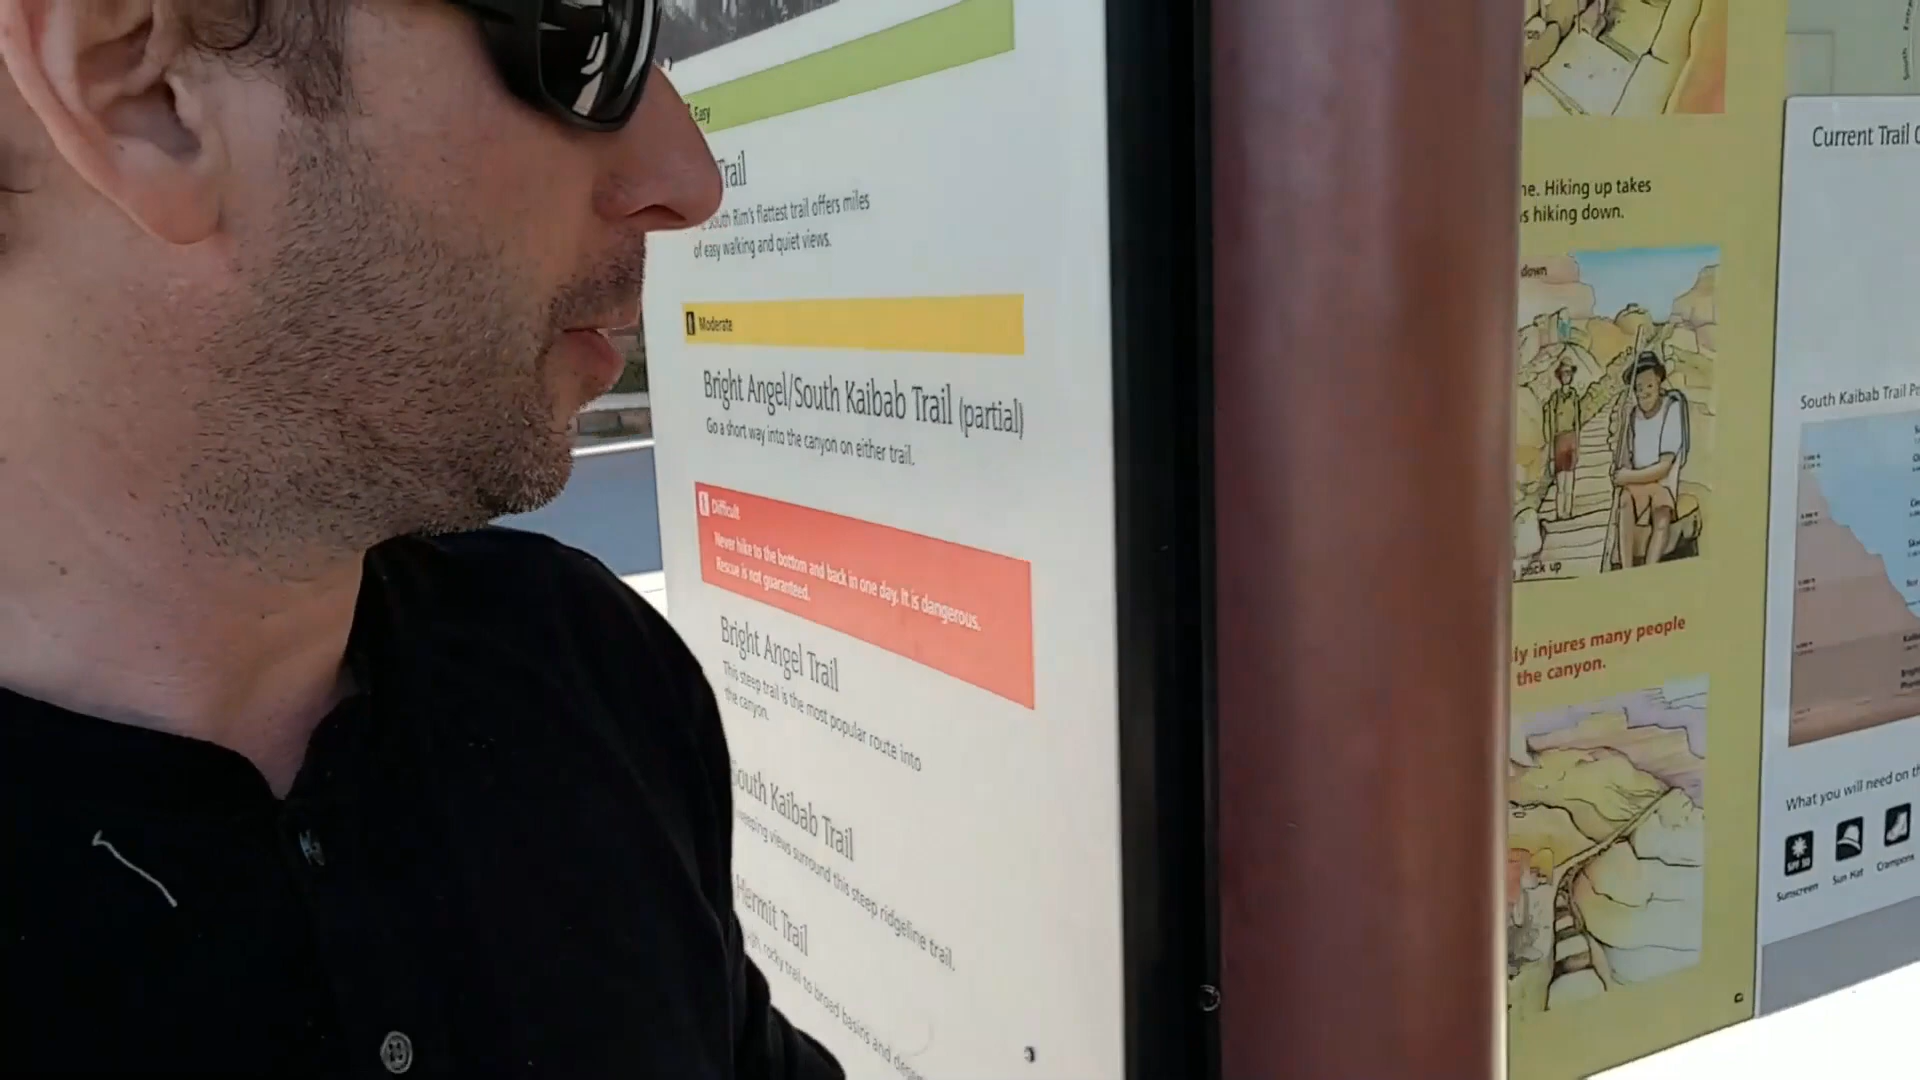 Easy
Trail
South Rim's flattest trail offers miles
of easy walking and quiet views.
Moderate
Bright Angel/South Kaibab Trail (partial)
Go a short way into the canyon on either trail.
Difficult
Never hike to the bottom and back in one day. It is dangerous.
Rescue is not guaranteed.
Bright Angel Trail
This steep trail is the most popular route into
the canyon.
South Kaibab Trail
views surround this steep ridgeline trail.
Hermit Trail
rocky trail to broad basins and
Hiking up takes
hiking down.
down
back up
injures many people
the canyon.
South
Current Trail
South Kaibab Trail
What you will need on
SPF 30
Sunscreen
Sun Hat
Crampons